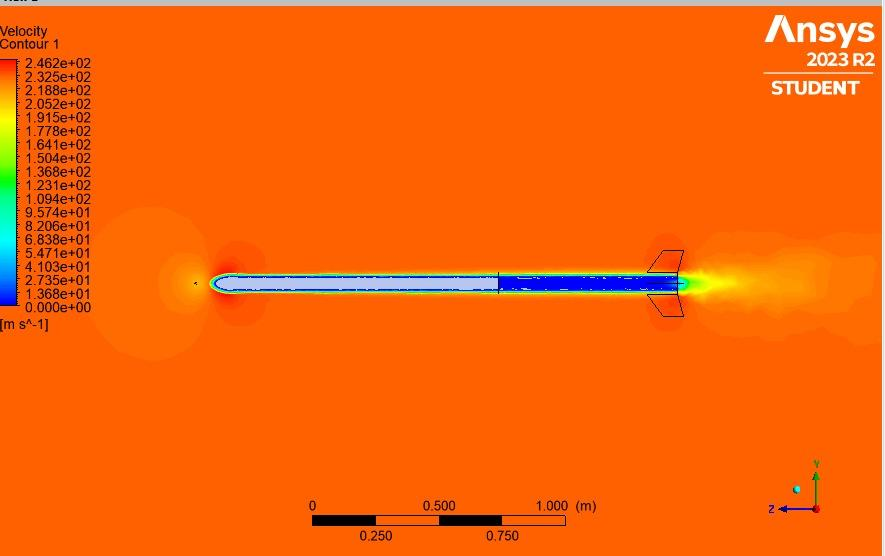 Velocity
Contour 1
2.462e+02
2.325e+02
2.188e+02
2.052e+02
1.915e+02
1.778e+02
1.641e+02
1.504e+02
1.368e+02
1.231e+02
1.094e+02
9.574e+01
8.206e+01
6.838e+01
5.471e+01
4.103e+01
2.735e+01
1.368e+01
0.000e+00
[m s^-1]
Ansys
2023 R2
STUDENT
0 0.500 1.000 (m)
0.250 0.750
Y
Z